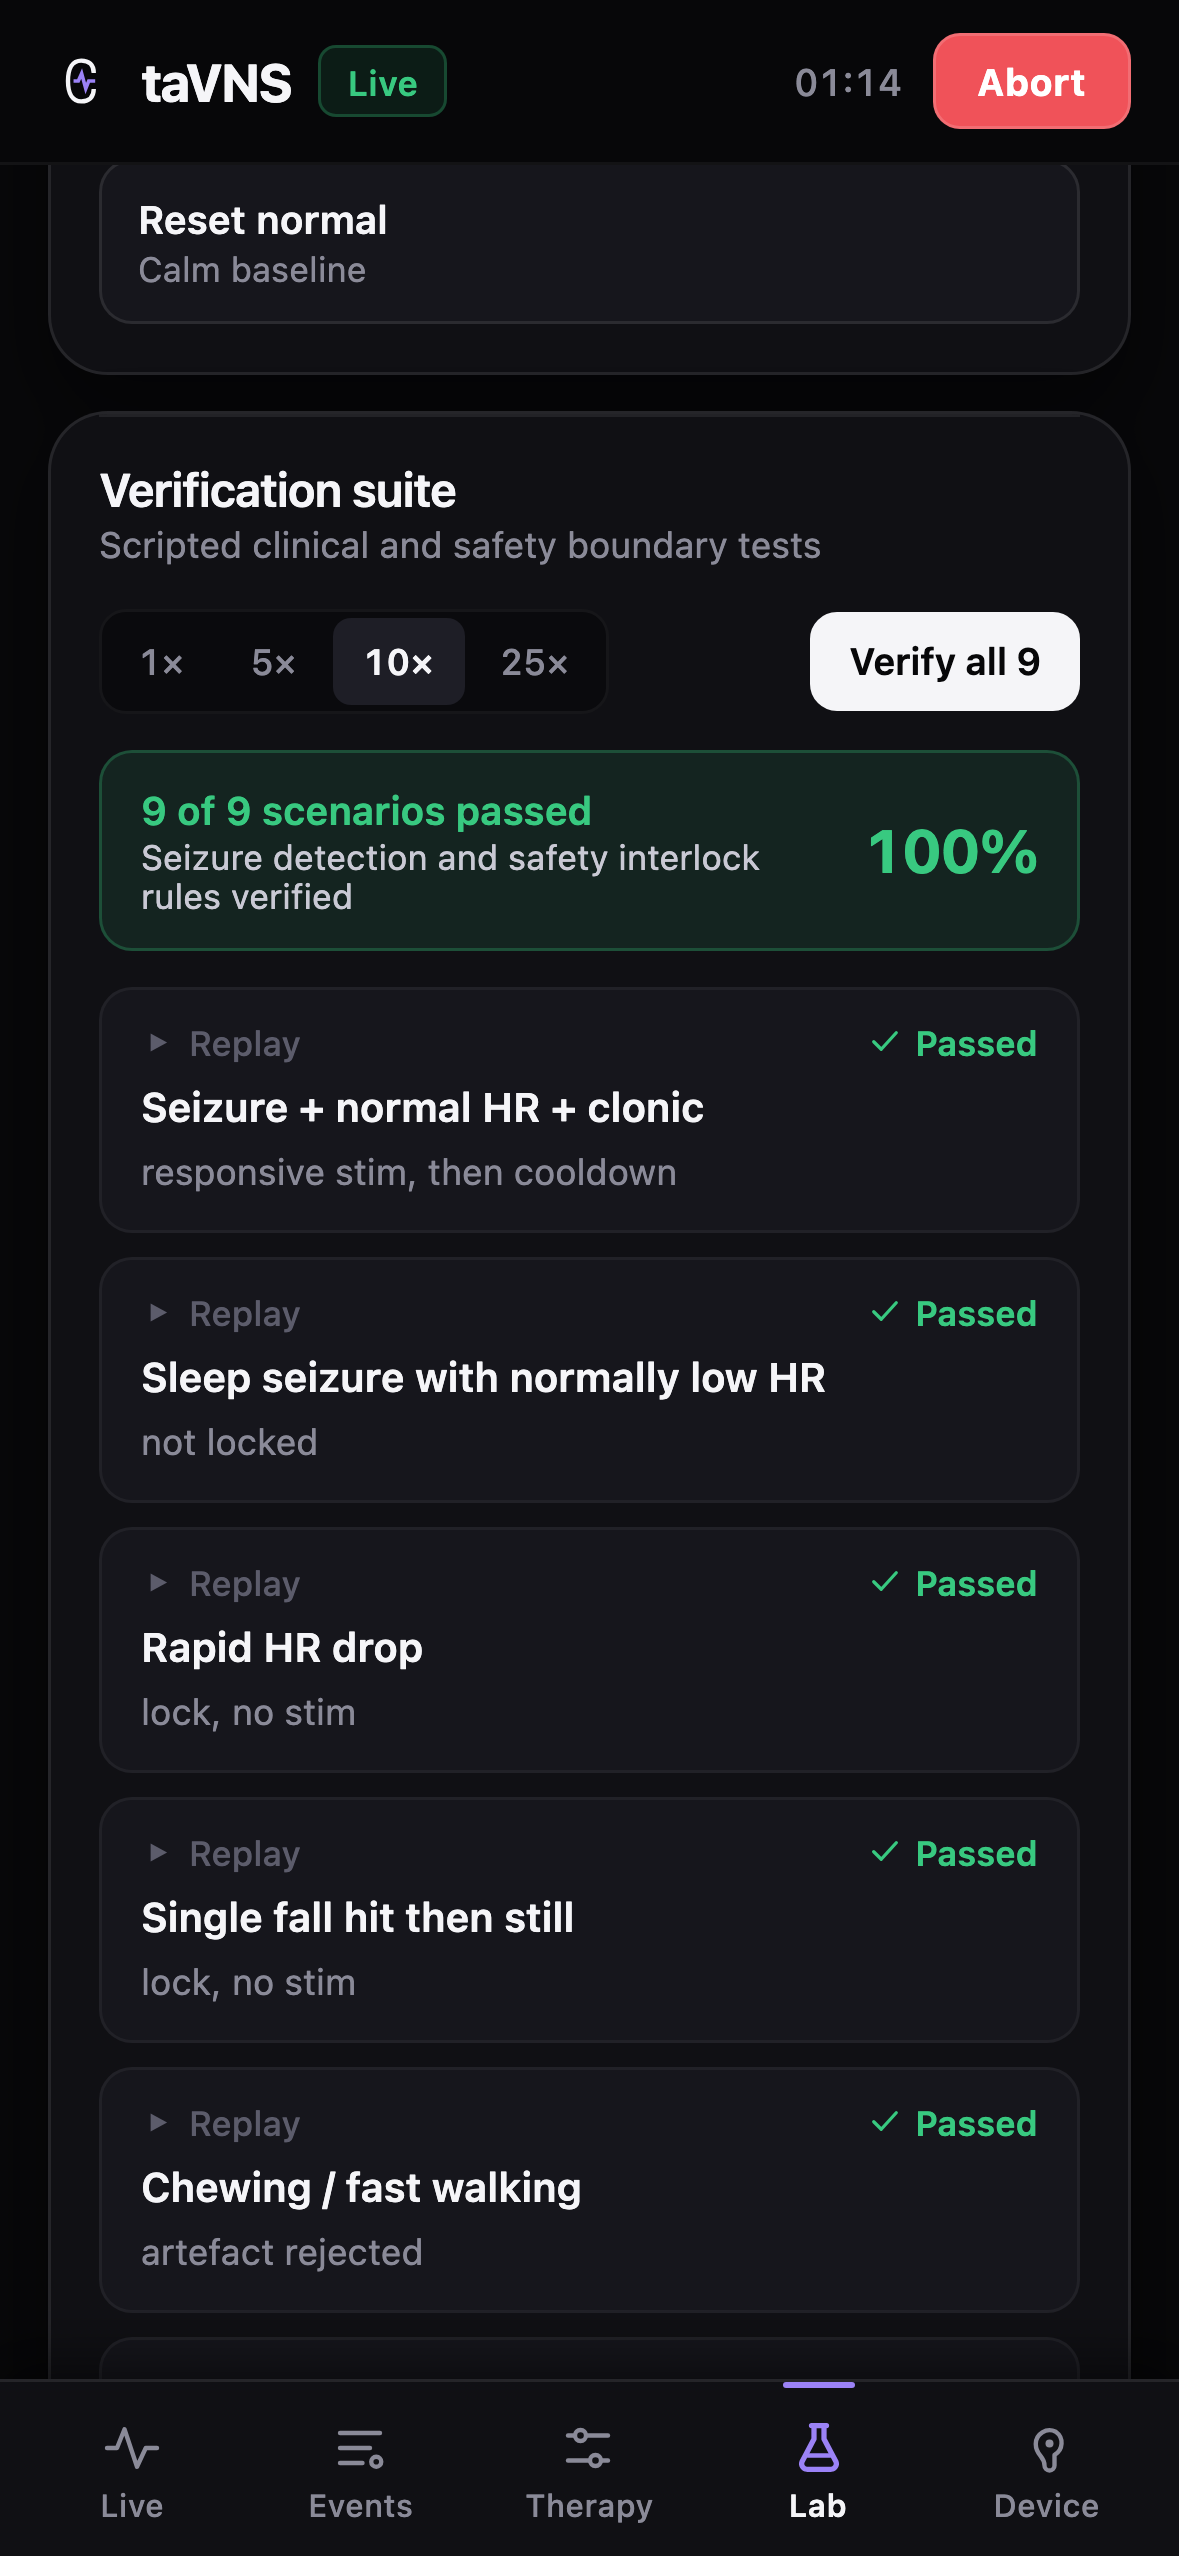 taVNS
Live
01:14
Abort
Reset normal
Calm baseline
Verification suite
Scripted clinical and safety boundary tests
1×
5×
10×
25×
Verify all 9
9 of 9 scenarios passed
Seizure detection and safety interlock
rules verified
100%
Replay
Passed
Seizure + normal HR + clonic
responsive stim, then cooldown
Replay
Passed
Sleep seizure with normally low HR
not locked
Replay
Passed
Rapid HR drop
lock, no stim
Replay
Passed
Single fall hit then still
lock, no stim
Replay
Passed
Chewing / fast walking
artefact rejected
Live
Events
Therapy
Lab
Device